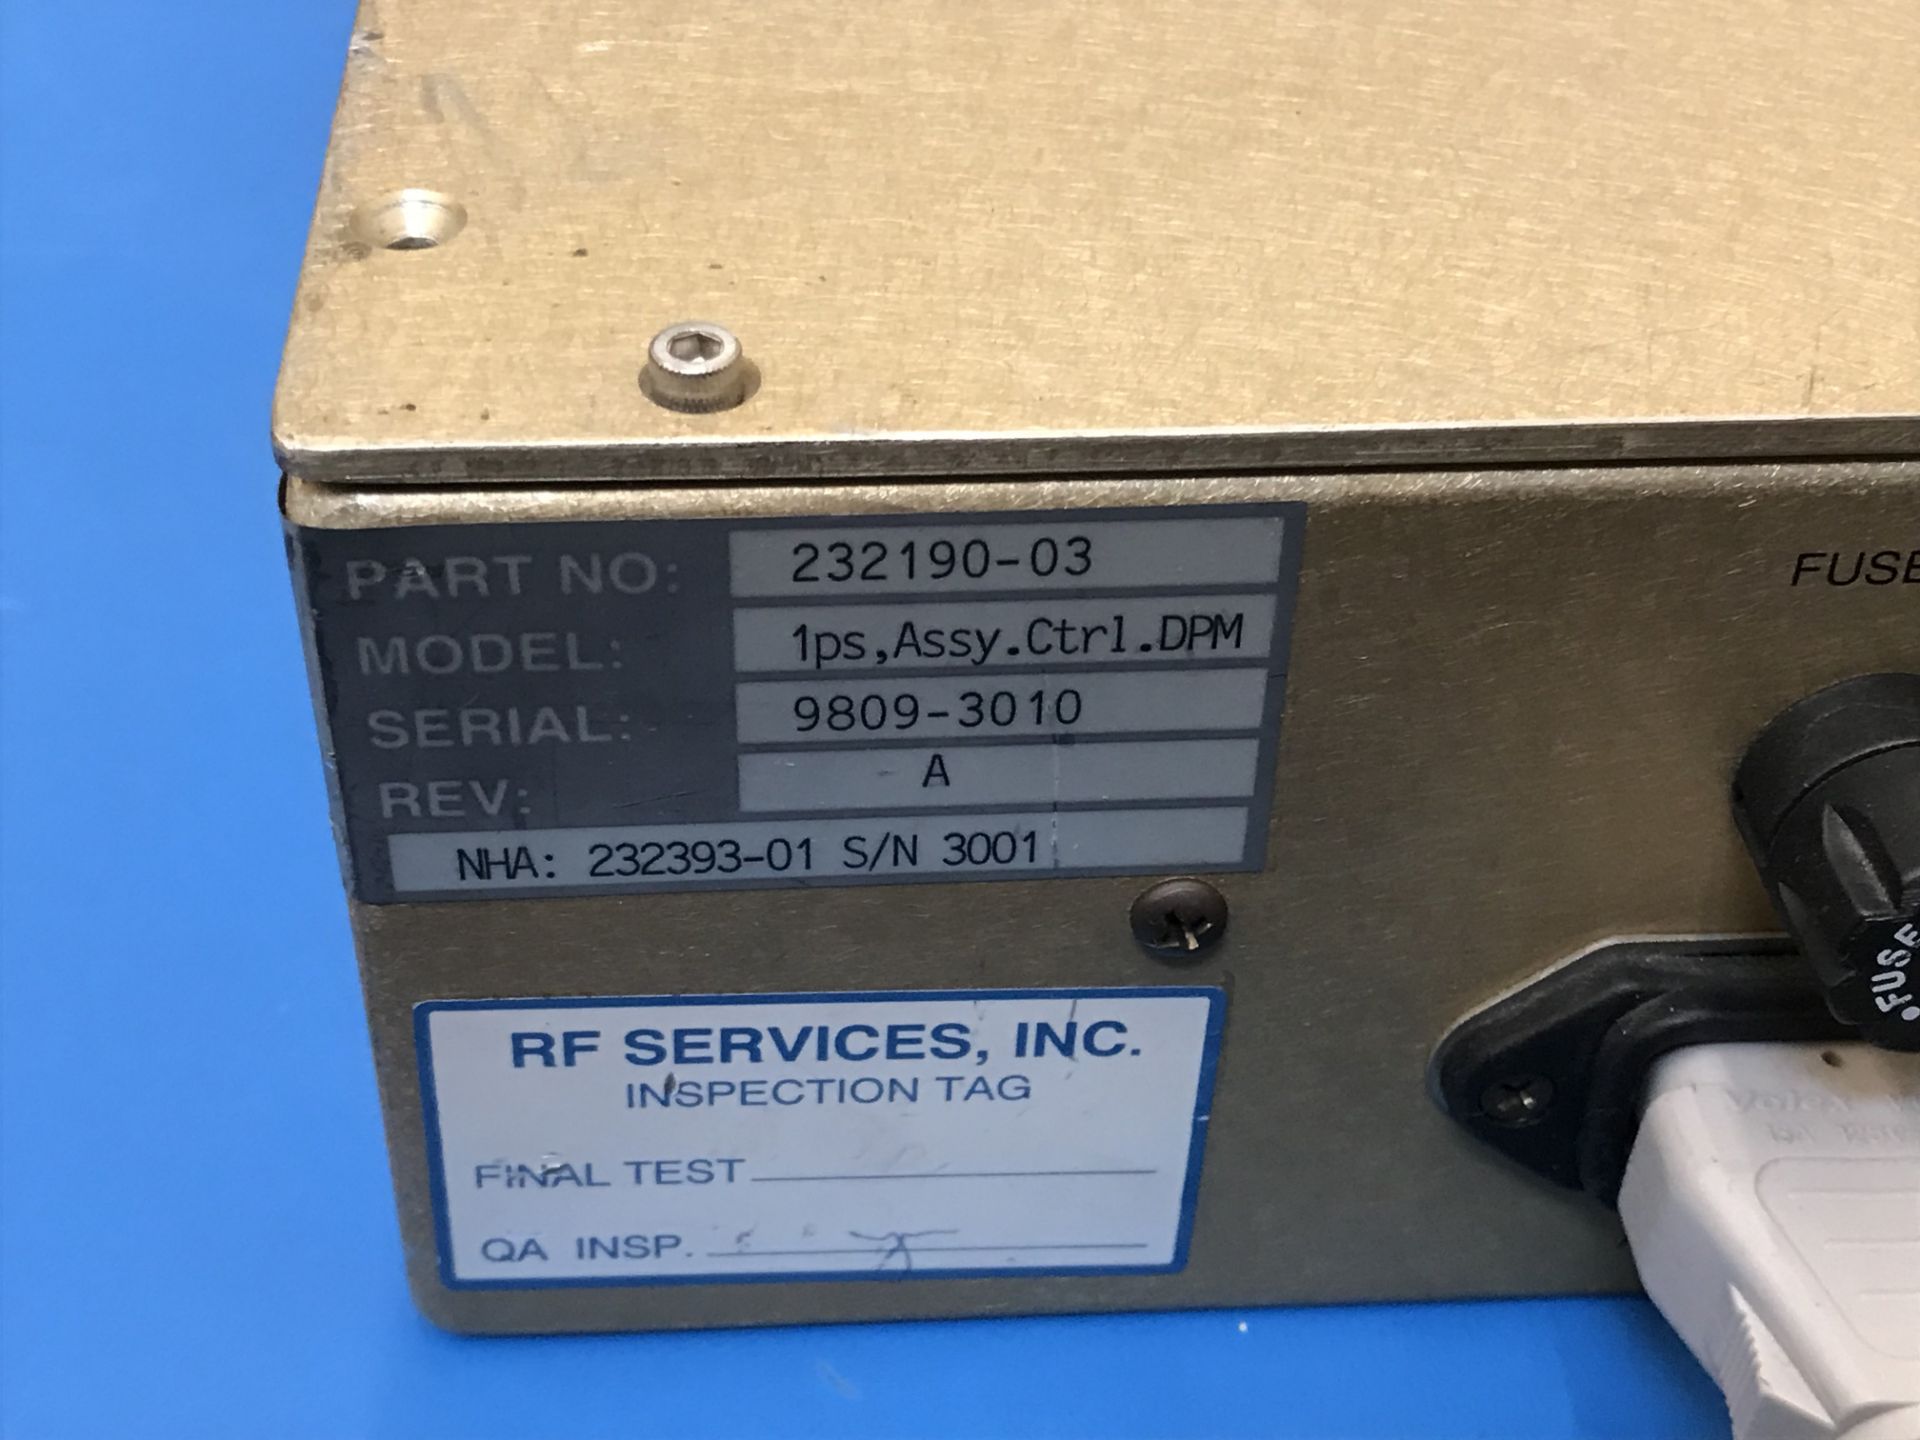 PART NO: 232190-03
MODEL: 1ps,Assy.Ctrl.DPM
SERIAL: 9809-3010
REV: A
NHA: 232393-01 S/N 3001
FUSE
FUSE
RF SERVICES, INC.
INSPECTION TAG
FINAL TEST
QA INSP.
Volex